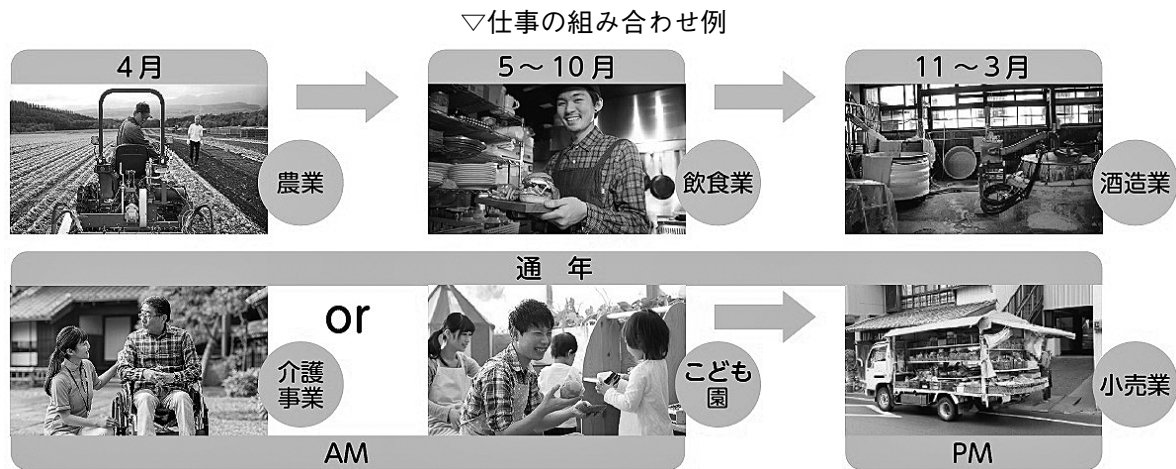 ▽仕事の組み合わせ例
4月
5～10月
11～3月
農業
飲食業
酒造業
通 年
or
介護
事業
こども
園
小売業
AM
PM